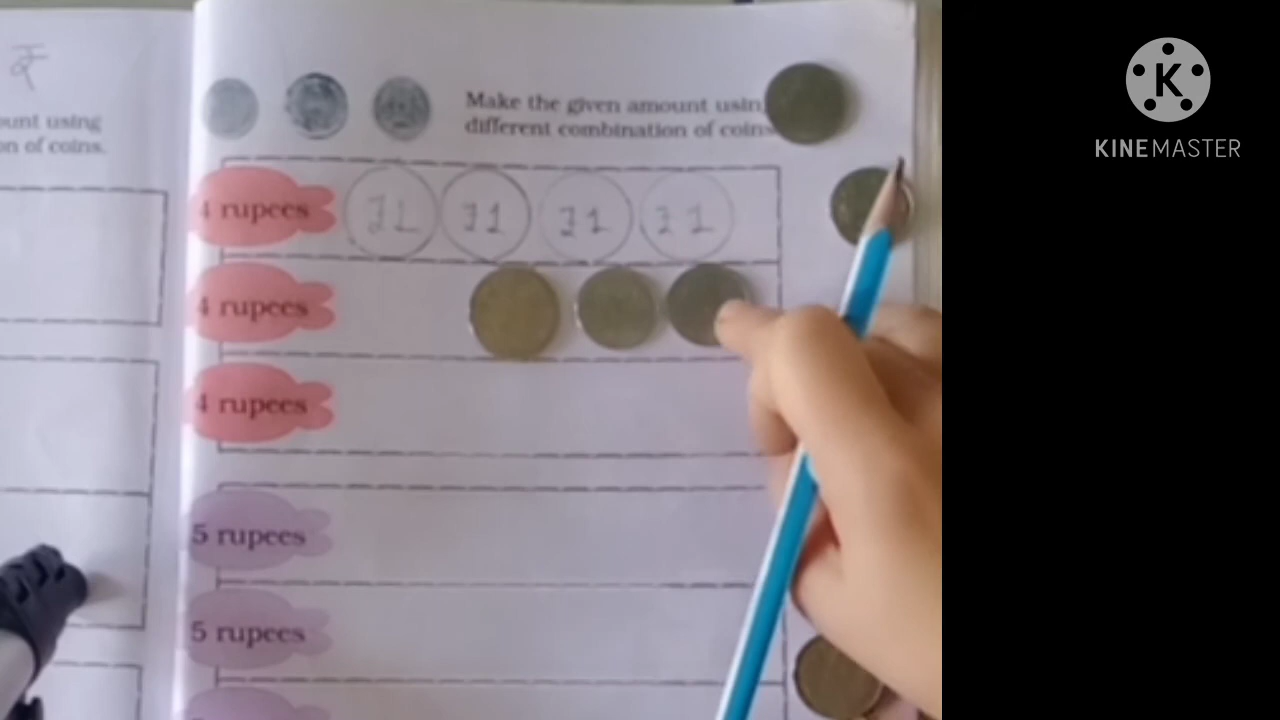 ₹
ount using
on of coins.
Make the given amount usin
different combination of coins
4 rupees
₹1 ₹1 ₹1 ₹1
4 rupees
4 rupees
5 rupees
5 rupees
K
KINEMASTER